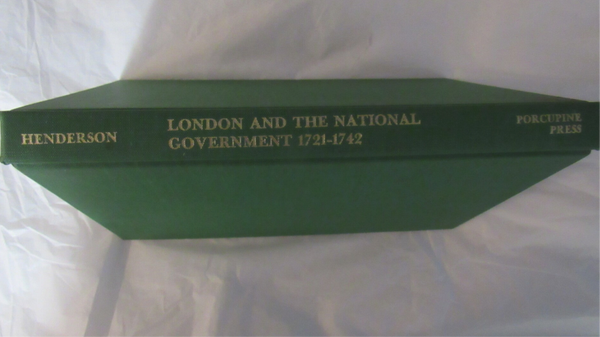 HENDERSON
LONDON AND THE NATIONAL
GOVERNMENT 1721-1742
PORCUPINE
PRESS